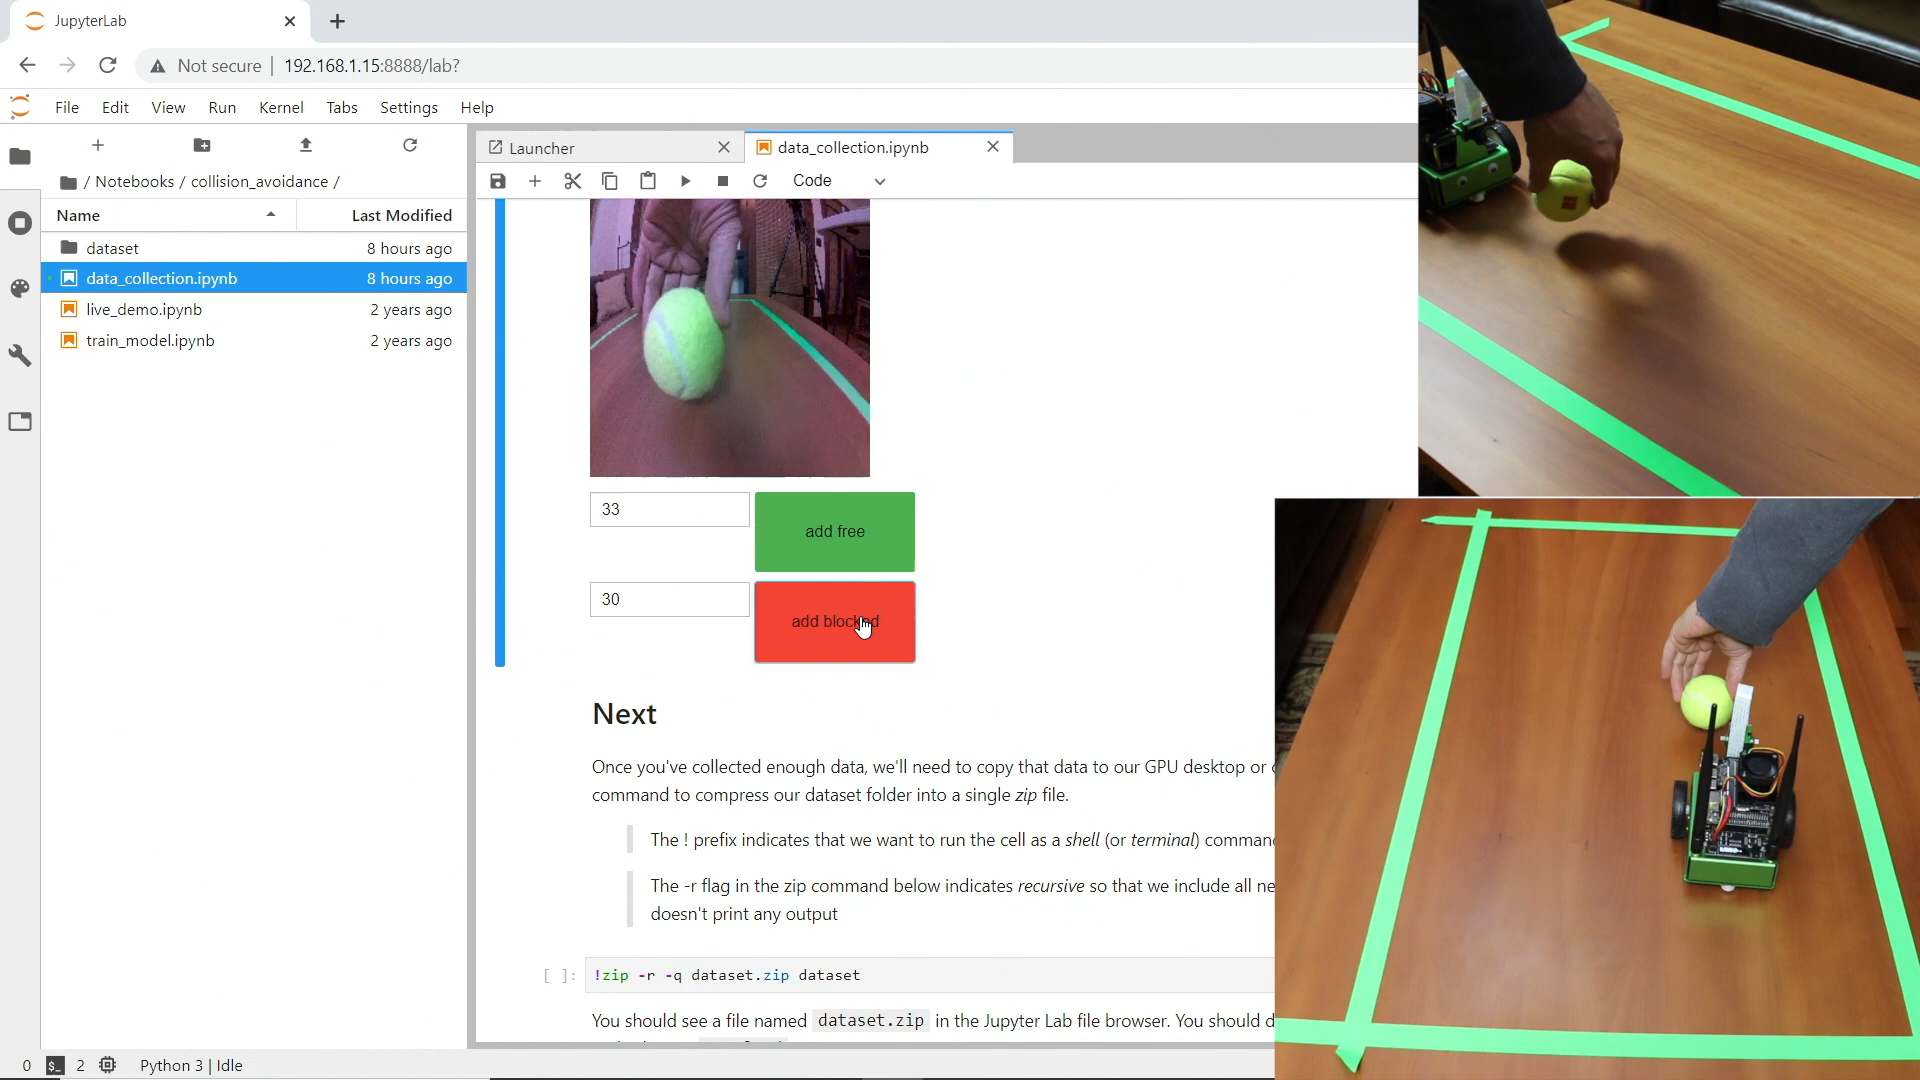 JupyterLab
Not secure | 192.168.1.15:8888/lab?
File Edit View Run Kernel Tabs Settings Help
/ Notebooks / collision_avoidance /
Name Last Modified
dataset 8 hours ago
data_collection.ipynb 8 hours ago
live_demo.ipynb 2 years ago
train_model.ipynb 2 years ago
Launcher
data_collection.ipynb
Code
33
add free
30
add blocked
Next
Once you've collected enough data, we'll need to copy that data to our GPU desktop or
command to compress our dataset folder into a single zip file.
The ! prefix indicates that we want to run the cell as a shell (or terminal)
The -r flag in the zip command below indicates recursive so that we include all
doesn't print any output
[ ]: !zip -r -q dataset.zip dataset
You should see a file named dataset.zip in the Jupyter Lab file browser. You should
0 $_ 2 Python 3 | Idle